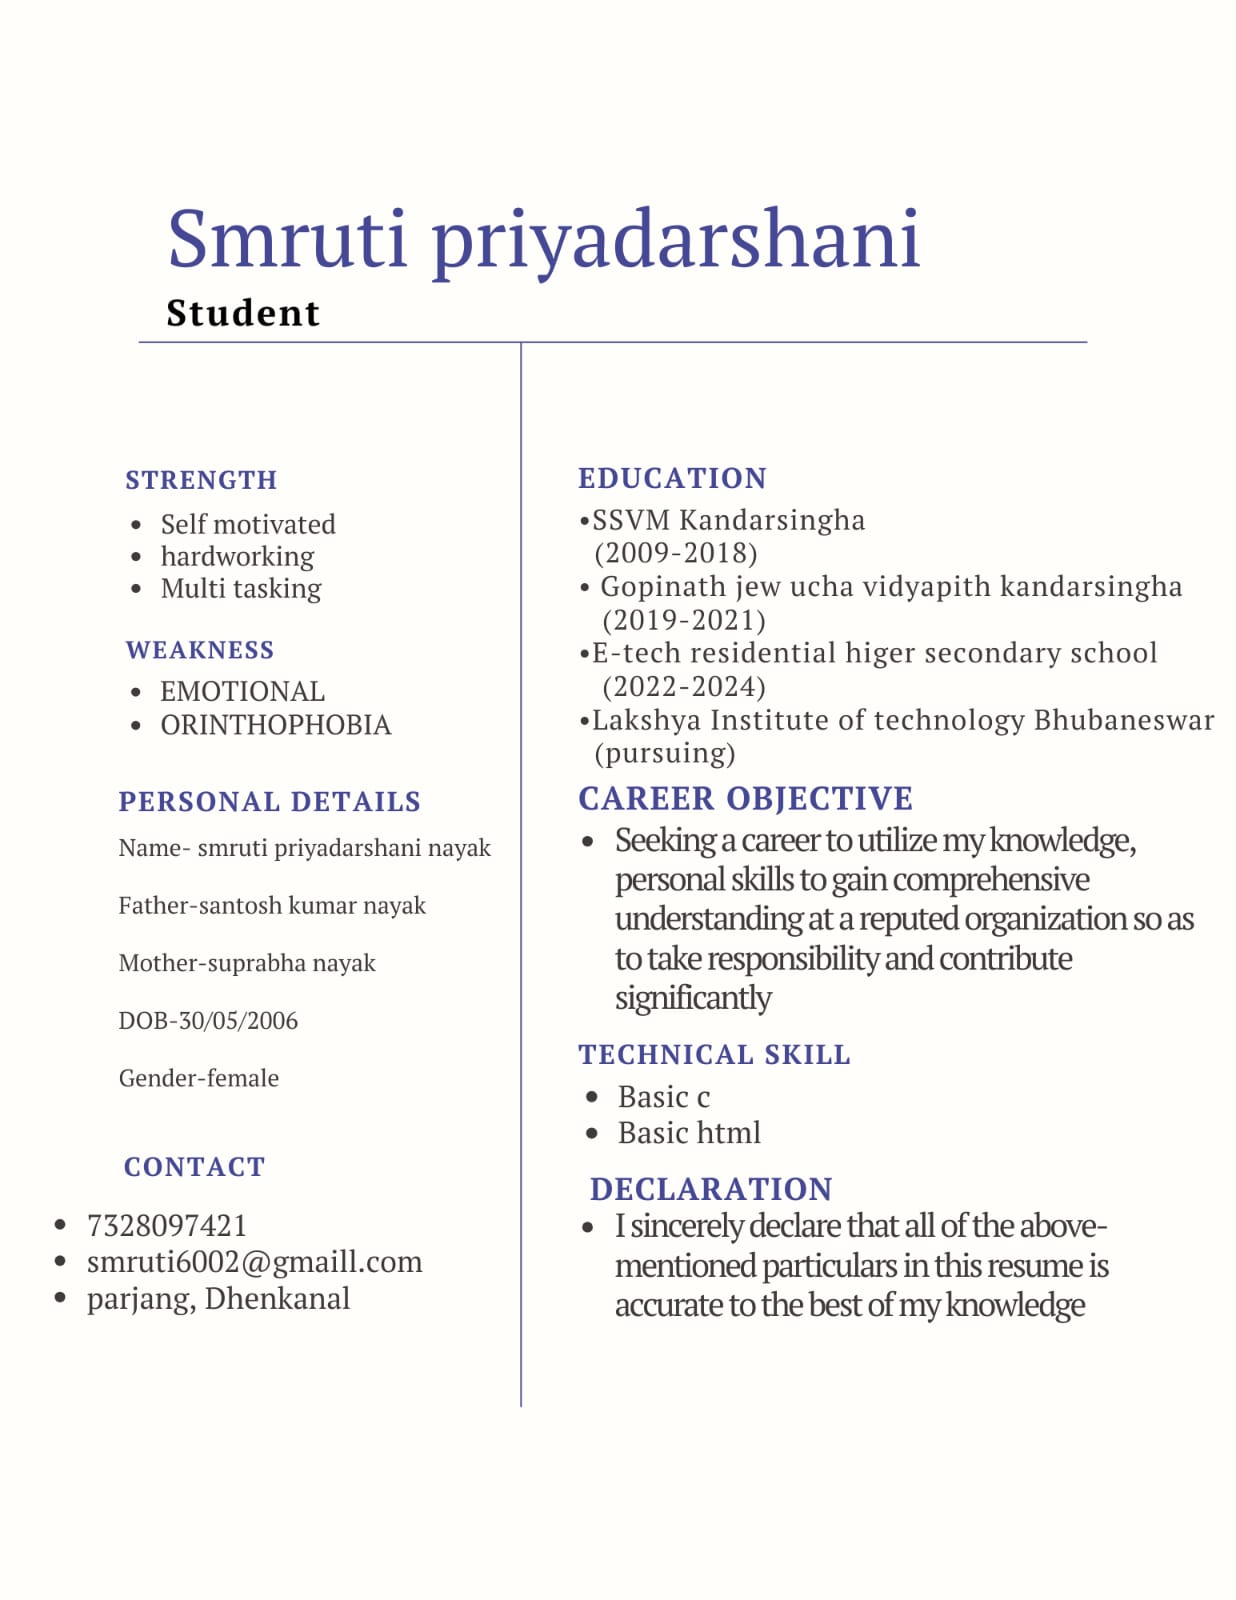 Smruti priyadarshani
Student
STRENGTH
• Self motivated
• hardworking
• Multi tasking
WEAKNESS
• EMOTIONAL
• ORINTHOPHOBIA
PERSONAL DETAILS
Name- smruti priyadarshani nayak
Father-santosh kumar nayak
Mother-suprabha nayak
DOB-30/05/2006
Gender-female
CONTACT
• 7328097421
• smruti6002@gmaill.com
• parjang, Dhenkanal
EDUCATION
•SSVM Kandarsingha
(2009-2018)
• Gopinath jew ucha vidyapith kandarsingha
(2019-2021)
•E-tech residential higer secondary school
(2022-2024)
•Lakshya Institute of technology Bhubaneswar
(pursuing)
CAREER OBJECTIVE
• Seeking a career to utilize my knowledge,
personal skills to gain comprehensive
understanding at a reputed organization so as
to take responsibility and contribute
significantly
TECHNICAL SKILL
• Basic c
• Basic html
DECLARATION
• I sincerely declare that all of the above-
mentioned particulars in this resume is
accurate to the best of my knowledge